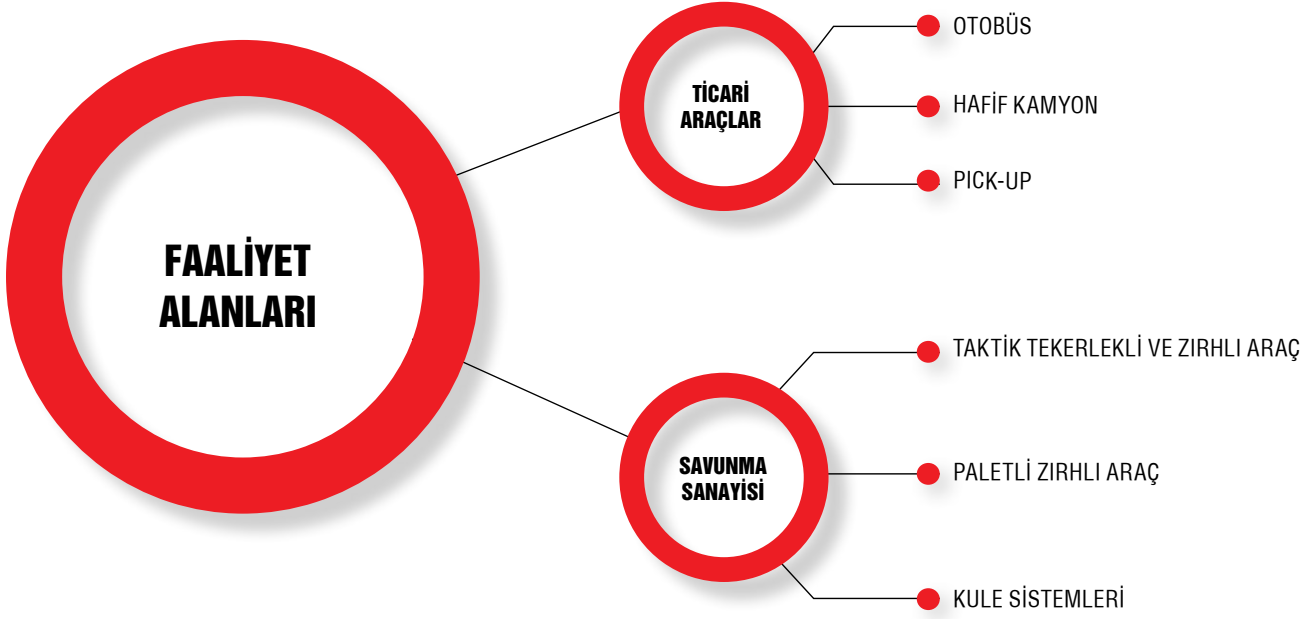 FAALİYET
ALANLARI
TİCARİ
ARAÇLAR
OTOBÜS
HAFİF KAMYON
PICK-UP
SAVUNMA
SANAYİSİ
TAKTİK TEKERLEKLİ VE ZIRHLI ARAÇ
PALETLİ ZIRHLI ARAÇ
KULE SİSTEMLERİ